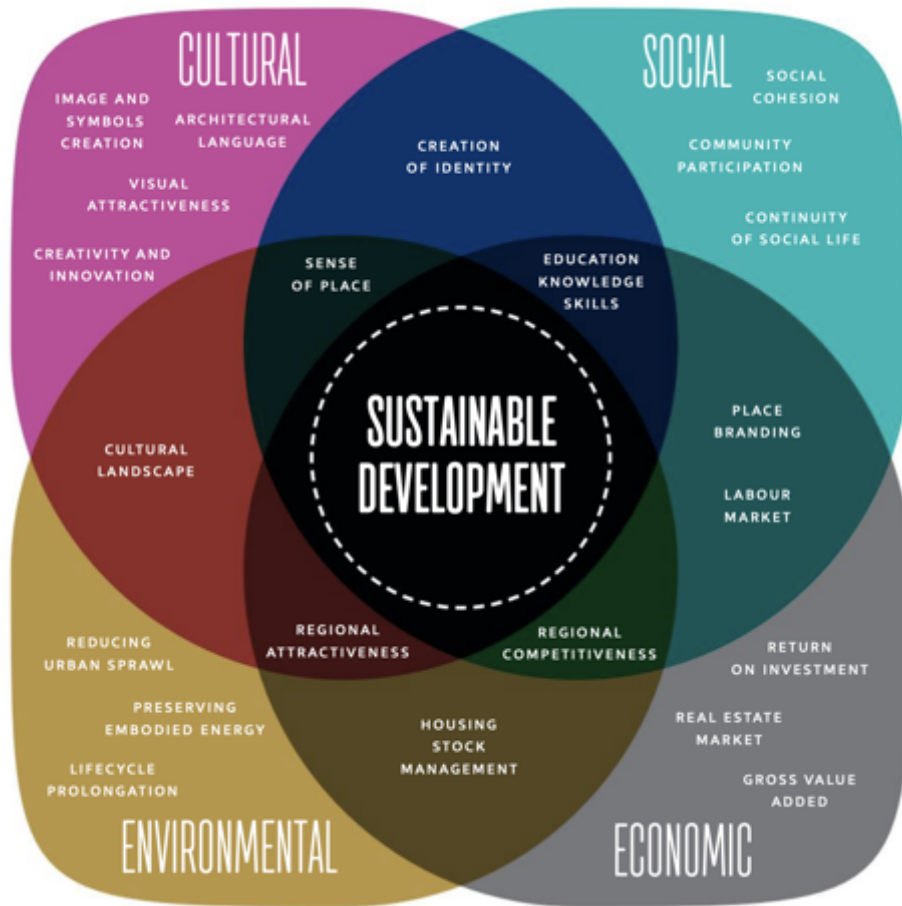 CULTURAL
IMAGE AND
SYMBOLS
CREATION
ARCHITECTURAL
LANGUAGE
VISUAL
ATTRACTIVENESS
CREATIVITY AND
INNOVATION
SOCIAL
SOCIAL
COHESION
COMMUNITY
PARTICIPATION
CONTINUITY
OF SOCIAL LIFE
CREATION
OF IDENTITY
SENSE
OF PLACE
EDUCATION
KNOWLEDGE
SKILLS
SUSTAINABLE
DEVELOPMENT
CULTURAL
LANDSCAPE
PLACE
BRANDING
LABOUR
MARKET
REGIONAL
ATTRACTIVENESS
REGIONAL
COMPETITIVENESS
REDUCING
URBAN SPRAWL
PRESERVING
EMBODIED ENERGY
LIFECYCLE
PROLONGATION
ENVIRONMENTAL
HOUSING
STOCK
MANAGEMENT
RETURN
ON INVESTMENT
REAL ESTATE
MARKET
GROSS VALUE
ADDED
ECONOMIC